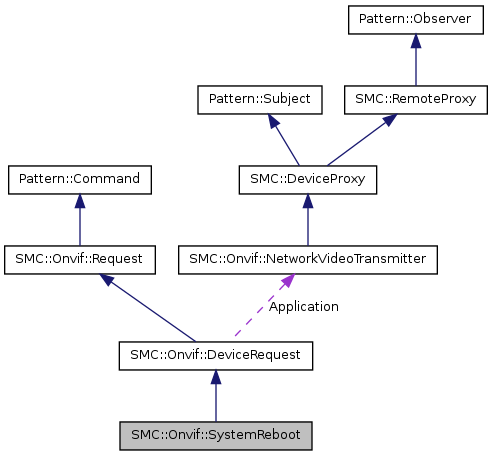 Pattern::Observer
Pattern::Subject
SMC::RemoteProxy
Pattern::Command
SMC::DeviceProxy
SMC::Onvif::Request
SMC::Onvif::NetworkVideoTransmitter
Application
SMC::Onvif::DeviceRequest
SMC::Onvif::SystemReboot